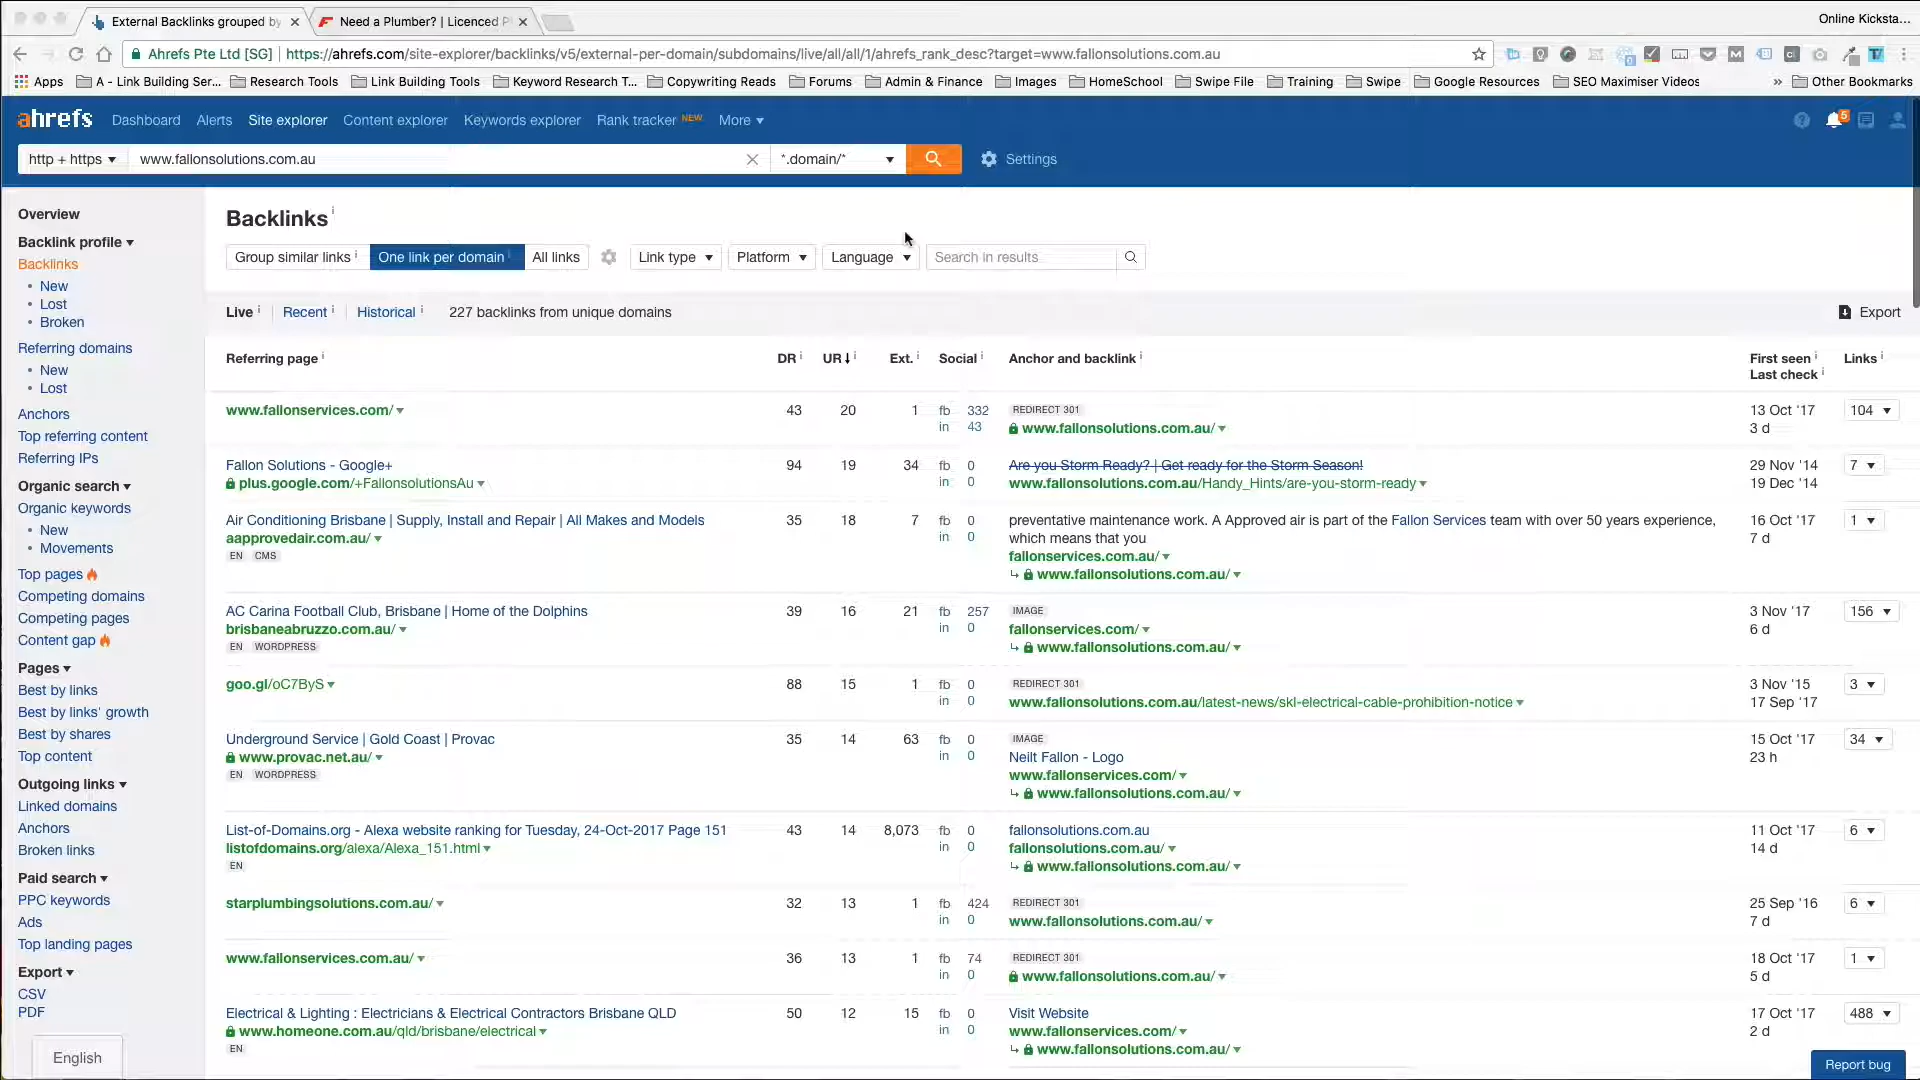 External Backlinks grouped by
Need a Plumber? | Licenced P
Online Kicksta...
Ahrefs Pte Ltd [SG]
https://ahrefs.com/site-explorer/backlinks/v5/external-per-domain/subdomains/live/all/all/1/ahrefs_rank_desc?target=www.fallonsolutions.com.au
Apps
A - Link Building Ser...
Research Tools
Link Building Tools
Keyword Research T...
Copywriting Reads
Forums
Admin & Finance
Images
HomeSchool
Swipe File
Training
Swipe
Google Resources
SEO Maximiser Videos
»
Other Bookmarks
ahrefs
Dashboard
Alerts
Site explorer
Content explorer
Keywords explorer
Rank tracker NEW
More
5
http + https
www.fallonsolutions.com.au
*.domain/*
Settings
Overview
Backlink profile
Backlinks
• New
• Lost
• Broken
Referring domains
• New
• Lost
Anchors
Top referring content
Referring IPs
Organic search
Organic keywords
• New
• Movements
Top pages
Competing domains
Competing pages
Content gap
Pages
Best by links
Best by links' growth
Best by shares
Top content
Outgoing links
Linked domains
Anchors
Broken links
Paid search
PPC keywords
Ads
Top landing pages
Export
CSV
PDF
English
Backlinks i
Group similar links i
One link per domain i
All links
Link type
Platform
Language
Search in results
Live i
Recent i
Historical i
227 backlinks from unique domains
Export
Referring page i
DR i
UR i
Ext. i
Social i
Anchor and backlink i
First seen i
Last check i
Links i
www.fallonservices.com/
43 20 1 fb 332
in 43
REDIRECT 301
www.fallonsolutions.com.au/
13 Oct '17
3 d
104
Fallon Solutions - Google+
plus.google.com/+FallonsolutionsAu
94 19 34 fb 0
in 0
Are you Storm Ready? | Get ready for the Storm Season!
www.fallonsolutions.com.au/Handy_Hints/are-you-storm-ready
29 Nov '14
19 Dec '14
7
Air Conditioning Brisbane | Supply, Install and Repair | All Makes and Models
aapprovedair.com.au/
EN CMS
35 18 7 fb 0
in 0
preventative maintenance work. A Approved air is part of the Fallon Services team with over 50 years experience,
which means that you
fallonservices.com.au/
www.fallonsolutions.com.au/
16 Oct '17
7 d
1
AC Carina Football Club, Brisbane | Home of the Dolphins
brisbaneabruzzo.com.au/
EN WORDPRESS
39 16 21 fb 257
in 0
IMAGE
fallonservices.com/
www.fallonsolutions.com.au/
3 Nov '17
6 d
156
goo.gl/oC7ByS
88 15 1 fb 0
in 0
REDIRECT 301
www.fallonsolutions.com.au/latest-news/skl-electrical-cable-prohibition-notice
3 Nov '15
17 Sep '17
3
Underground Service | Gold Coast | Provac
www.provac.net.au/
EN WORDPRESS
35 14 63 fb 0
in 0
IMAGE
Neilt Fallon - Logo
www.fallonservices.com/
www.fallonsolutions.com.au/
15 Oct '17
23 h
34
List-of-Domains.org - Alexa website ranking for Tuesday, 24-Oct-2017 Page 151
listofdomains.org/alexa/Alexa_151.html
EN
43 14 8,073 fb 0
in 0
fallonsolutions.com.au
fallonsolutions.com.au/
www.fallonsolutions.com.au/
11 Oct '17
14 d
6
starplumbingsolutions.com.au/
32 13 1 fb 424
in 0
REDIRECT 301
www.fallonsolutions.com.au/
25 Sep '16
7 d
6
www.fallonservices.com.au/
36 13 1 fb 74
in 0
REDIRECT 301
www.fallonsolutions.com.au/
18 Oct '17
5 d
1
Electrical & Lighting : Electricians & Electrical Contractors Brisbane QLD
www.homeone.com.au/qld/brisbane/electrical
EN
50 12 15 fb 0
in 0
Visit Website
www.fallonservices.com/
www.fallonsolutions.com.au/
17 Oct '17
2 d
488
Report bug